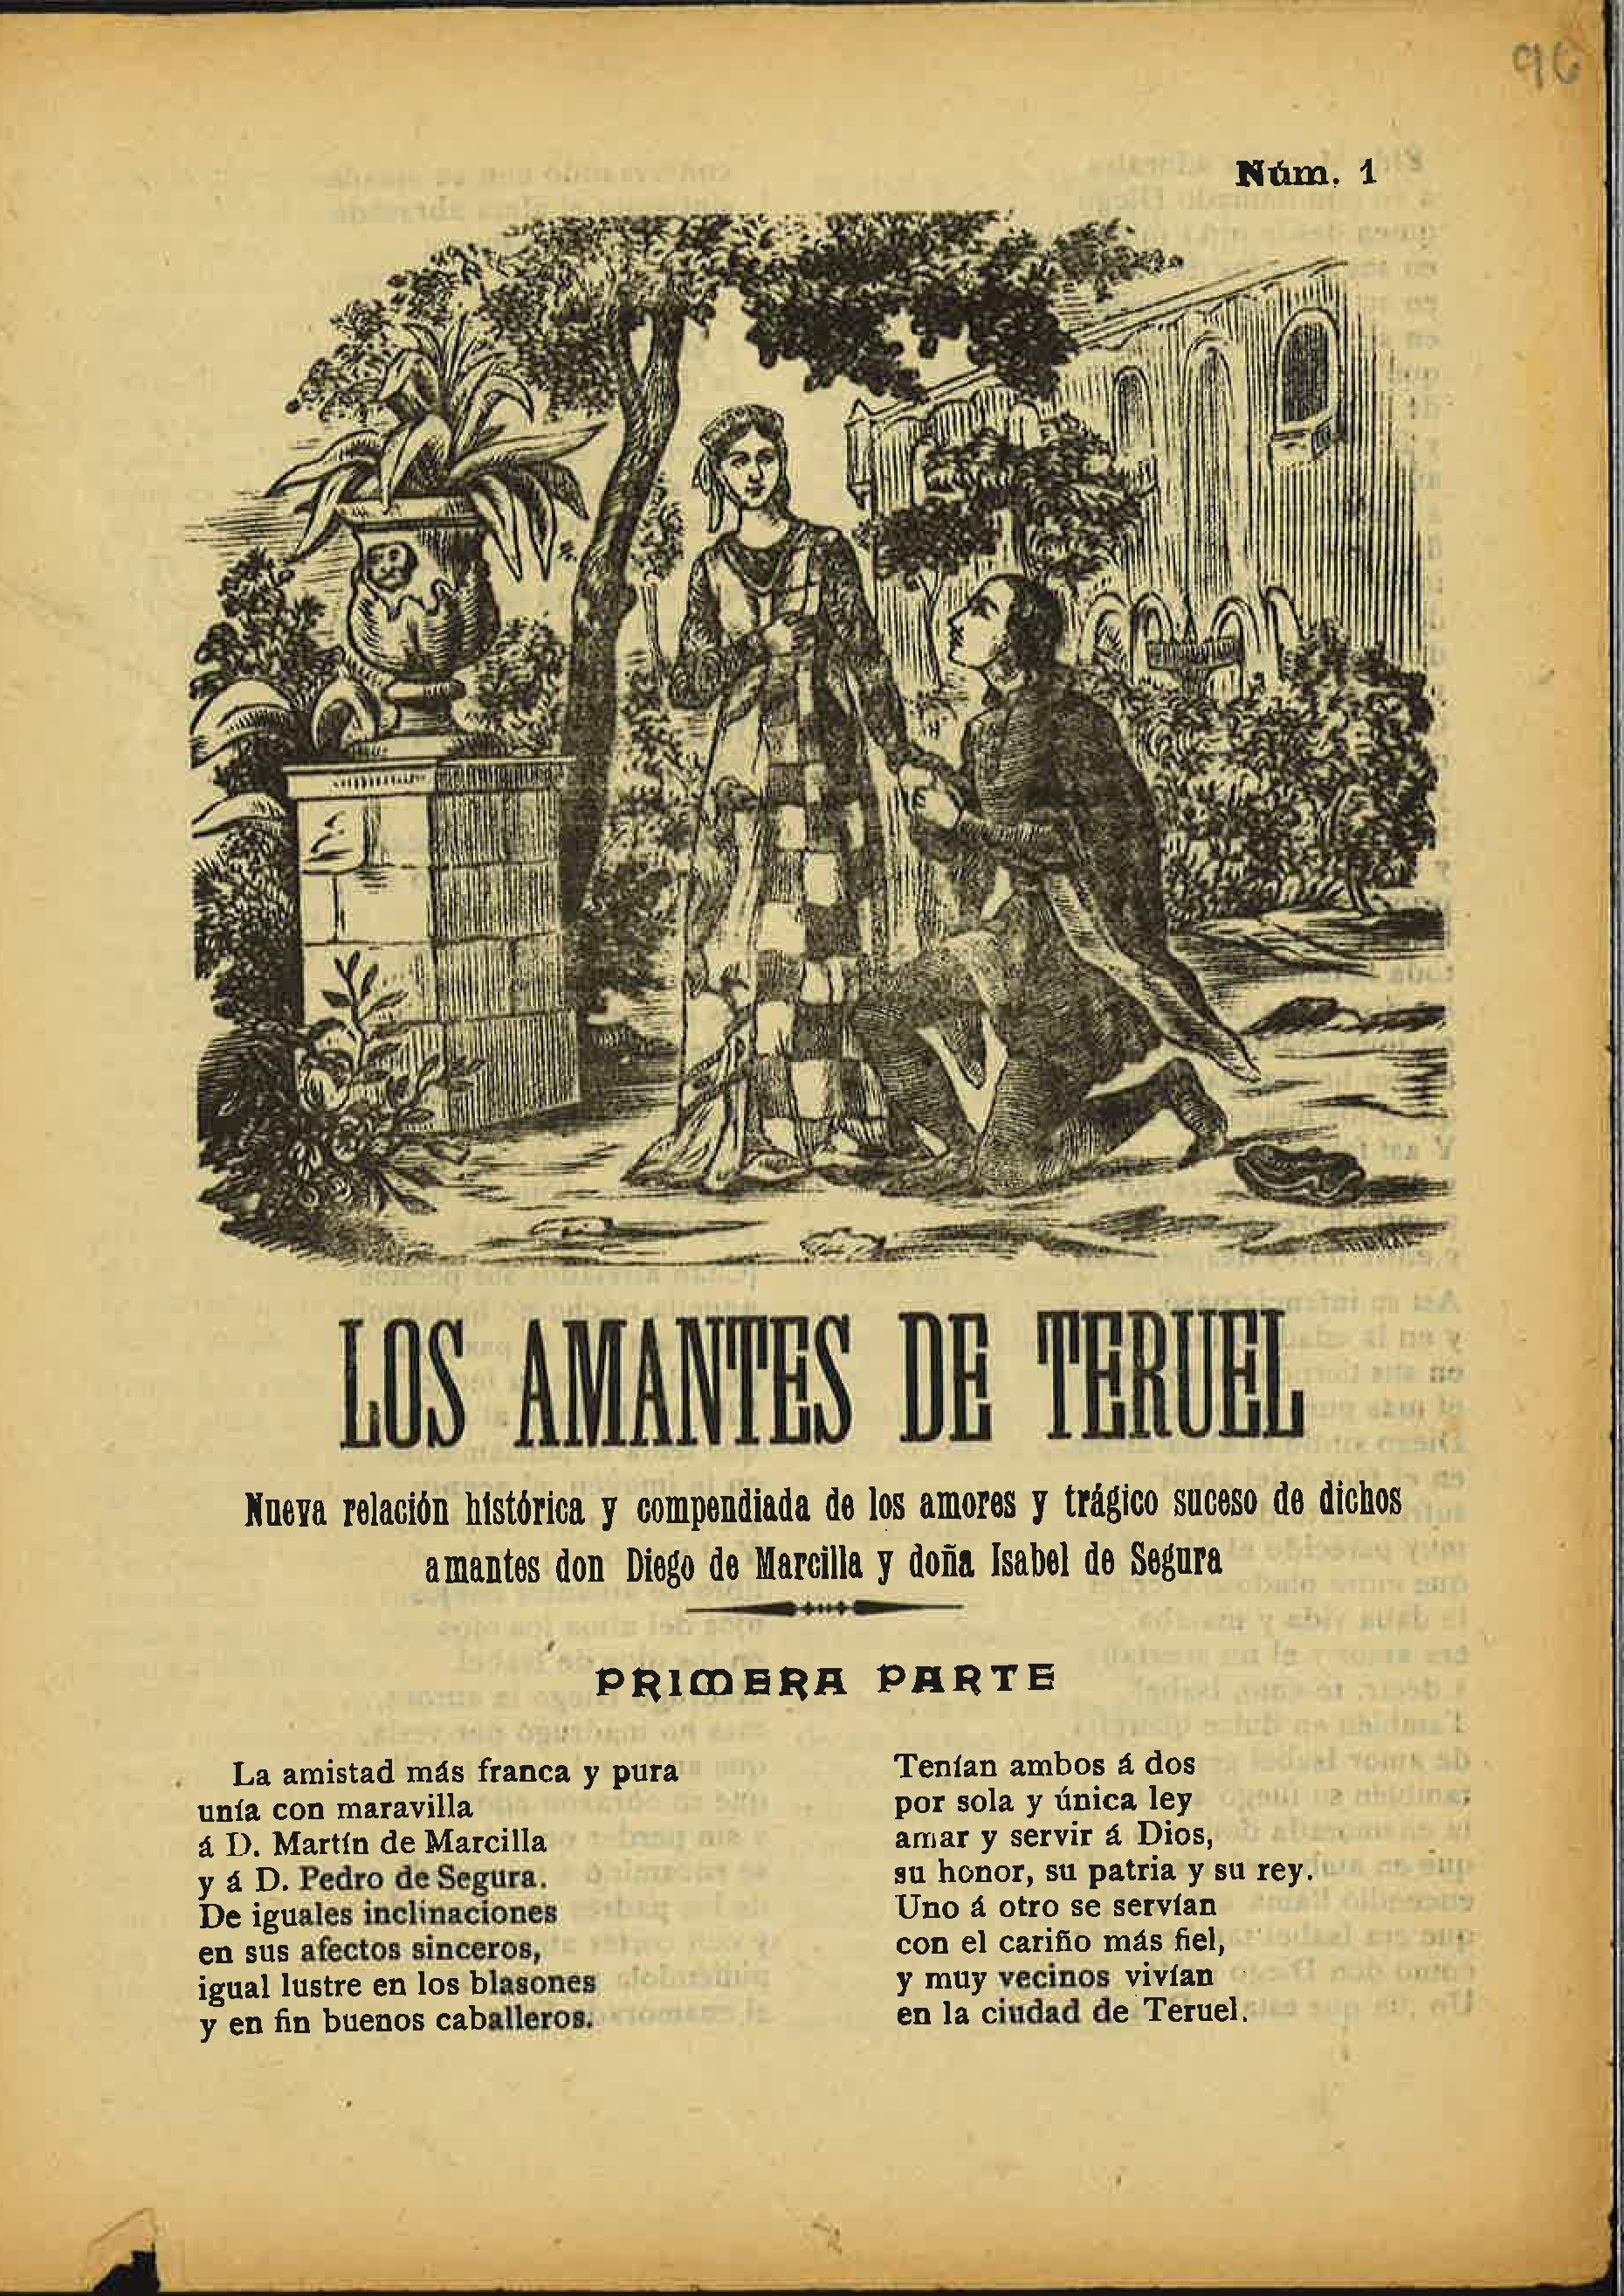 96
Núm. 1
LOS AMANTES DE TERUEL
Nueva relación histórica y compendiada de los amores y trágico suceso de dichos
amantes don Diego de Marcilla y doña Isabel de Segura
PRIMERA PARTE
La amistad más franca y pura
unía con maravilla
á D. Martín de Marcilla
y á D. Pedro de Segura.
De iguales inclinaciones
en sus afectos sinceros,
igual lustre en los blasones
y en fin buenos caballeros.
Tenían ambos á dos
por sola y única ley
amar y servir á Dios,
su honor, su patria y su rey.
Uno á otro se servían
con el cariño más fiel,
y muy vecinos vivían
en la ciudad de Teruel.